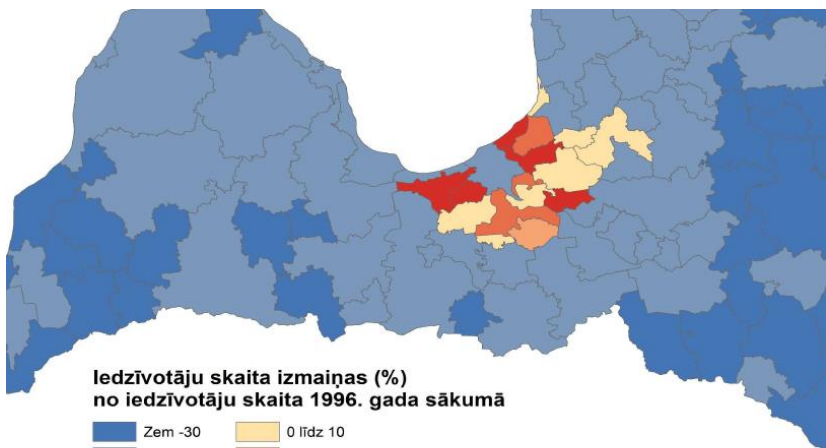 Iedzīvotāju skaita izmaiņas (%)
no iedzīvotāju skaita 1996. gada sākumā
Zem -30 0 līdz 10